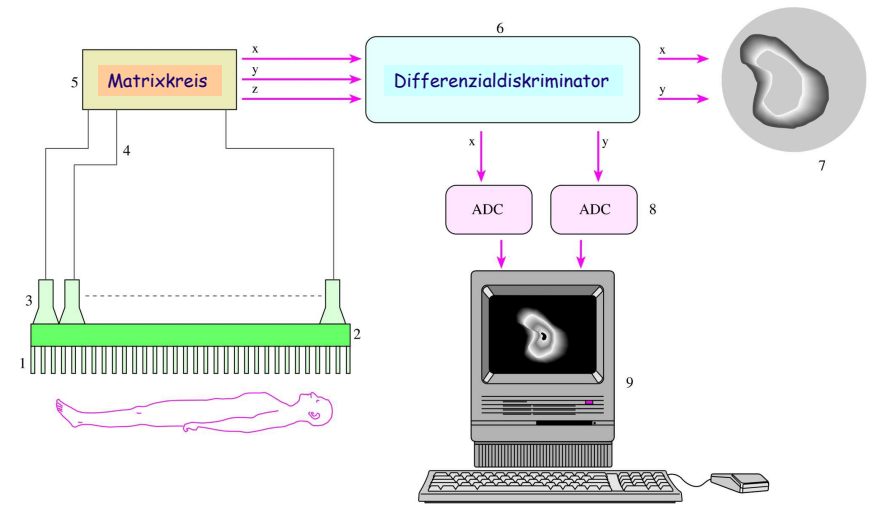 6
x
y
z
5
Matrixkreis
Differenzialdiskriminator
x
y
7
4
x
y
ADC
ADC
8
3
2
1
9